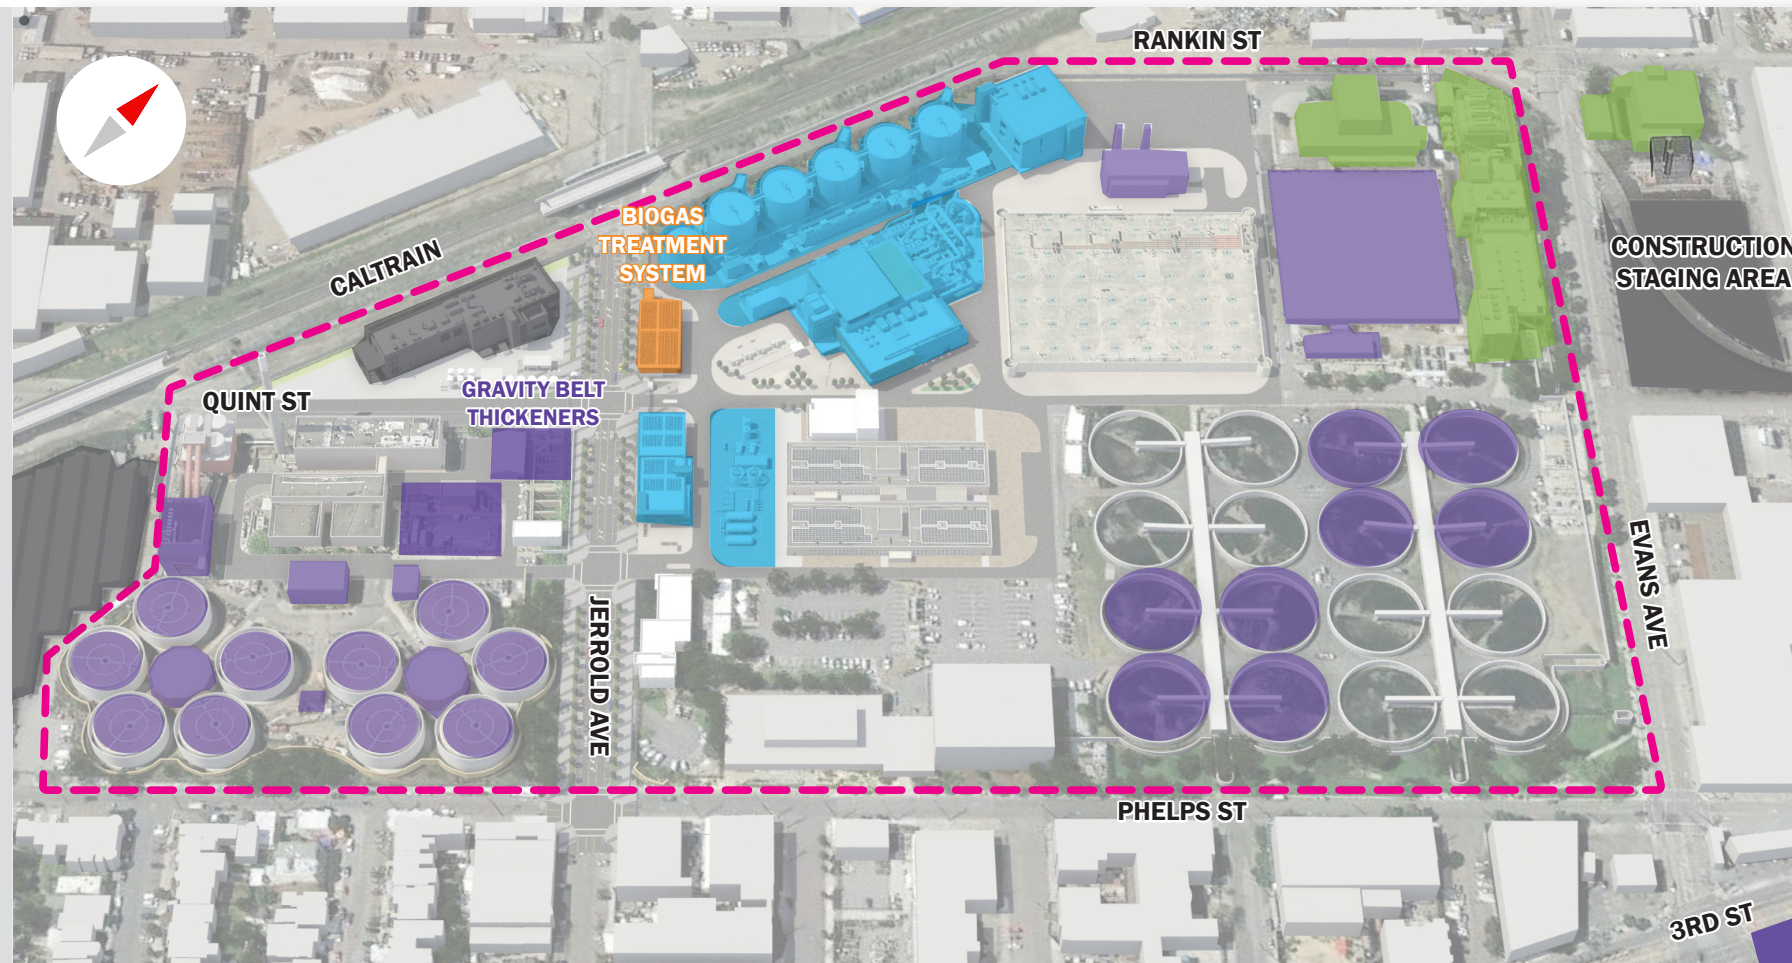 RANKIN ST
BIOGAS
TREATMENT
SYSTEM
CONSTRUCTION
STAGING AREA
CALTRAIN
QUINT ST
GRAVITY BELT
THICKENERS
EVANS AVE
JERROLD AVE
PHELPS ST
3RD ST